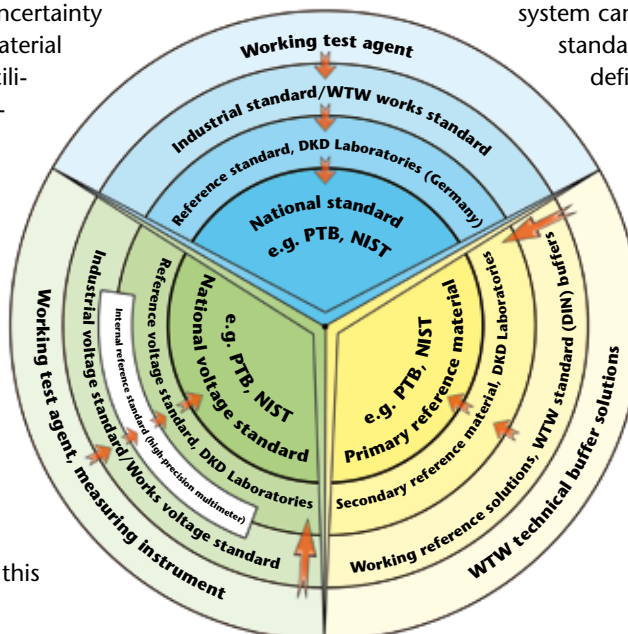 ncertainty
aterial
ili-
-
system can
standa
defi
Working test agent
Industrial standard/WTW works standard
Reference standard, DKD Laboratories (Germany)
National standard
e.g. PTB, NIST
Working test agent, measuring instrument
Industrial voltage standard/Works voltage standard
Internal reference standard (high-precision multimeter)
Reference voltage standard, DKD Laboratories
National voltage standard
e.g. PTB, NIST
e.g. PTB, NIST
Primary reference material
Secondary reference material, DKD Laboratories
Working reference solutions, WTW standard (DIN) buffers
WTW technical buffer solutions
this